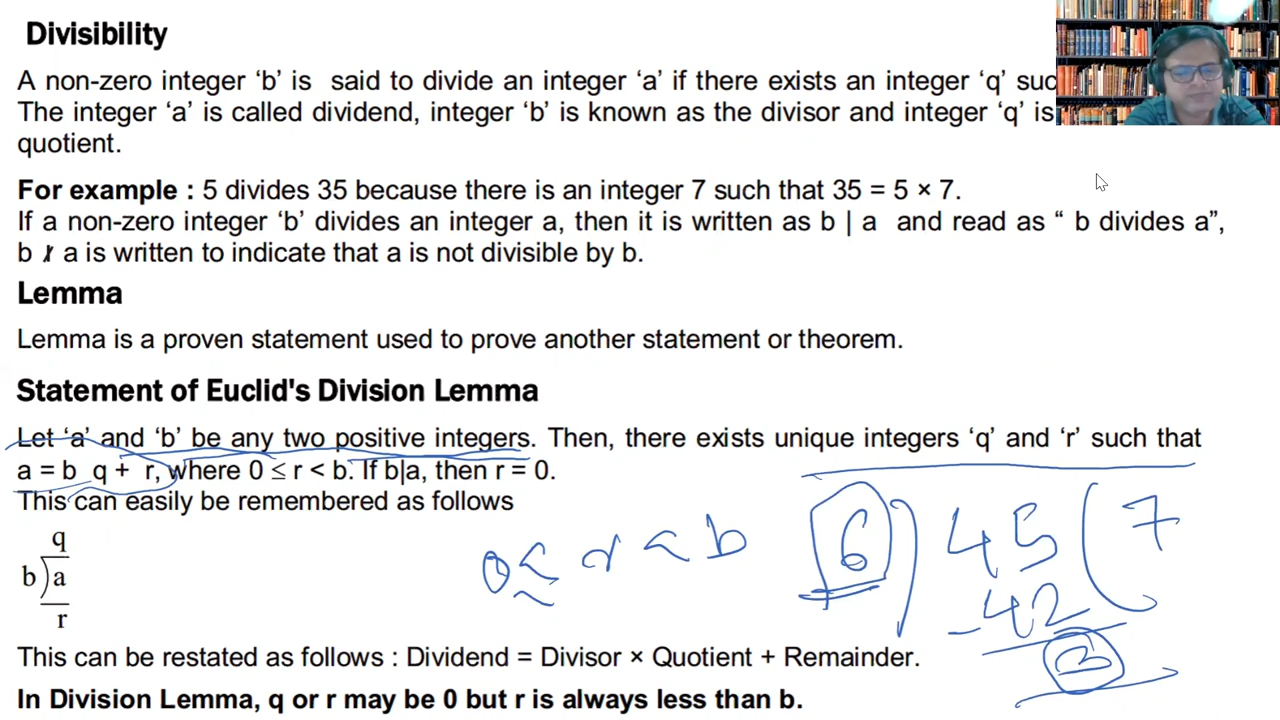 Divisibility
A non-zero integer ‘b’ is said to divide an integer ‘a’ if there exists an integer ‘q’
The integer ‘a’ is called dividend, integer ‘b’ is known as the divisor and integer ‘q’ is
quotient.
For example : 5 divides 35 because there is an integer 7 such that 35 = 5 × 7.
If a non-zero integer ‘b’ divides an integer a, then it is written as b | a and read as “ b divides a”,
b ∤ a is written to indicate that a is not divisible by b.
Lemma
Lemma is a proven statement used to prove another statement or theorem.
Statement of Euclid's Division Lemma
Let ‘a’ and ‘b’ be any two positive integers. Then, there exists unique integers ‘q’ and ‘r’ such that
a = b q + r, where 0 ≤ r < b. If b|a, then r = 0.
This can easily be remembered as follows
q
b) a
r
0 ≤ r < b
6 ) 45 ( 7
-42
3
This can be restated as follows : Dividend = Divisor × Quotient + Remainder.
In Division Lemma, q or r may be 0 but r is always less than b.